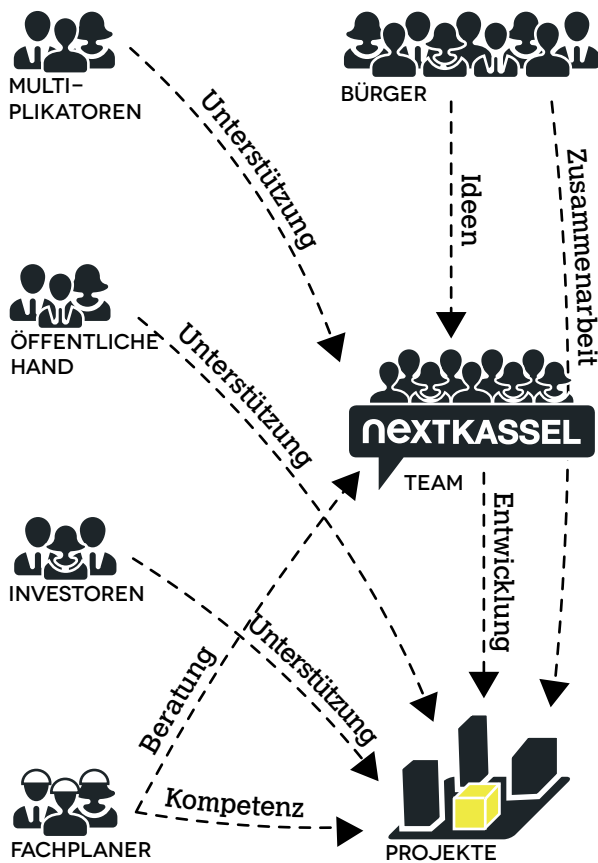 MULTI–
PLIKATOREN
BÜRGER
Unterstützung
Ideen
Zusammenarbeit
ÖFFENTLICHE
HAND
Unterstützung
nexTKASSEL
TEAM
Entwicklung
INVESTOREN
Unterstützung
Beratung
Kompetenz
FACHPLANER
PROJEKTE